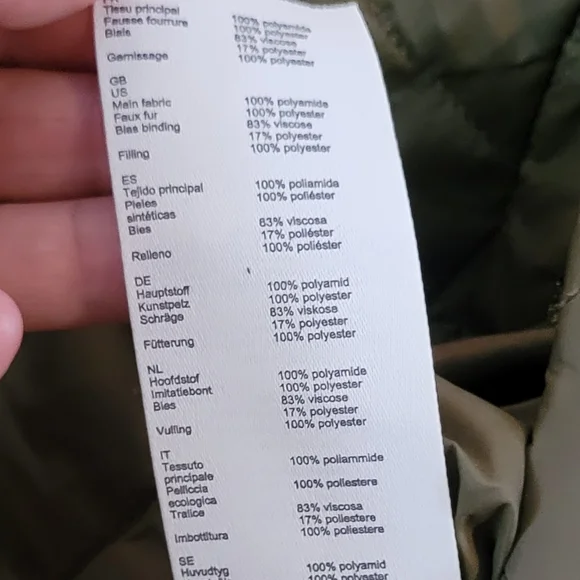 Tissu principal 100% polyamide
Fausse fourrure 100% polyester
Biais 83% viscose
17% polyester
Garnissage 100% polyester
GB
US
Main fabric 100% polyamide
Faux fur 100% polyester
Bias binding 83% viscose
17% polyester
Filling 100% polyester
ES
Tejido principal 100% poliamida
Pieles 100% poliéster
sintéticas
Bies 83% viscosa
17% poliéster
Relleno 100% poliéster
DE
Hauptstoff 100% polyamid
Kunstpelz 100% polyester
Schräge 83% viskose
17% polyester
Fütterung 100% polyester
NL
Hoofdstof 100% polyamide
Imitatiebont 100% polyester
Bies 83% viscose
17% polyester
Vulling 100% polyester
IT
Tessuto 100% poliammide
principale
Pelliccia 100% poliestere
ecologica
Tralice 83% viscosa
17% poliestere
Imbottitura 100% poliestere
SE
Huvudtyg 100% polyamid
100% polyester